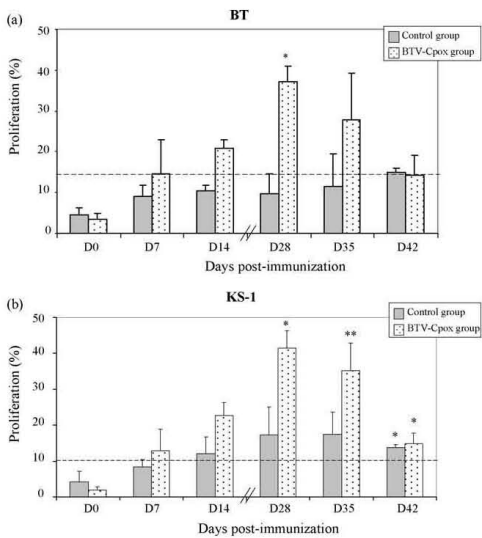 (a)
BT
Control group
BTV-Cpox group
Proliferation (%)
50
40
30
20
10
0
*
D0 D7 D14 D28 D35 D42
Days post-immunization
(b)
KS-1
Control group
BTV-Cpox group
Proliferation (%)
50
40
30
20
10
0
* ** * *
D0 D7 D14 D28 D35 D42
Days post-immunization